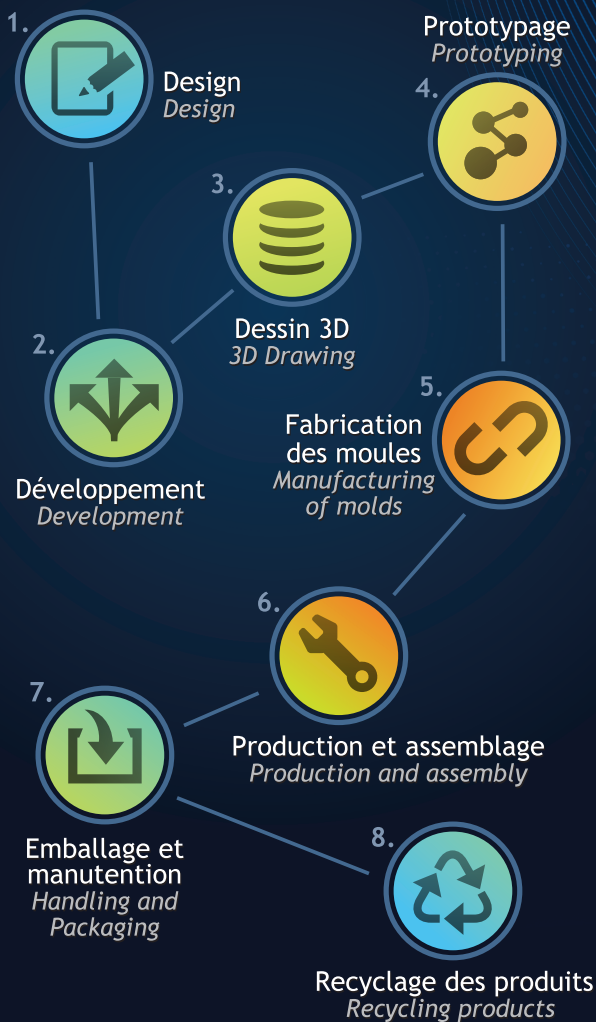 1.
Design
Design
2.
Développement
Development
3.
Dessin 3D
3D Drawing
4.
Prototypage
Prototyping
5.
Fabrication
des moules
Manufacturing
of molds
6.
Production et assemblage
Production and assembly
7.
Emballage et
manutention
Handling and
Packaging
8.
Recyclage des produits
Recycling products